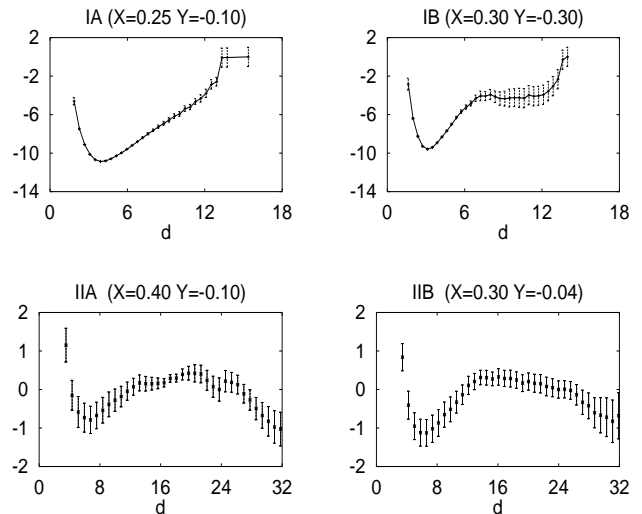 IA (X=0.25 Y=-0.10)
2
-2
-6
-10
-14
0 6 12 18
d
IB (X=0.30 Y=-0.30)
2
-2
-6
-10
-14
0 6 12 18
d
IIA (X=0.40 Y=-0.10)
2
1
0
-1
-2
0 8 16 24 32
d
IIB (X=0.30 Y=-0.04)
2
1
0
-1
-2
0 8 16 24 32
d